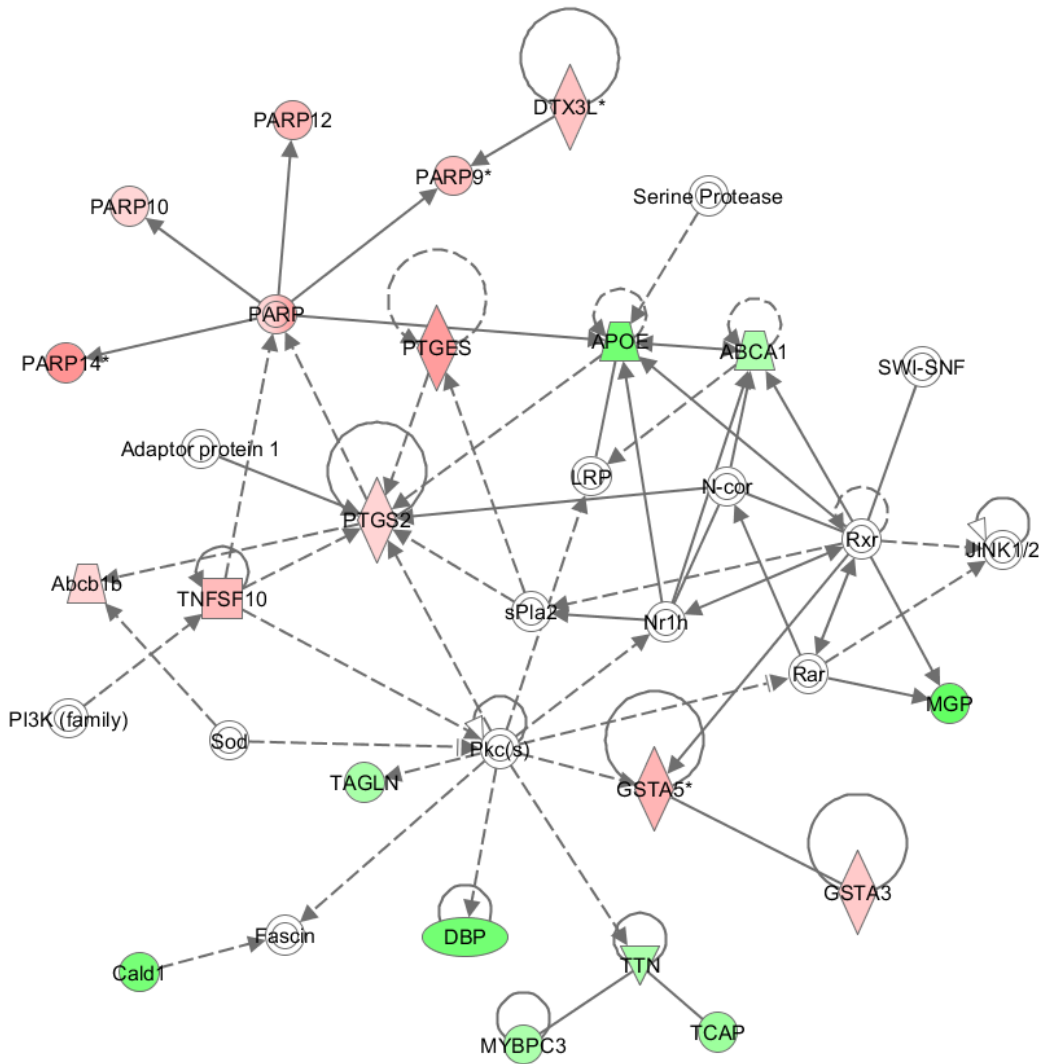 DTX3L*
PARP12
PARP9*
Serine Protease
PARP10
PARP
PTGES
APOE
ABCA1
PARP14*
SWI-SNF
Adaptor protein 1
LRP
N-cor
PTGS2
Rxr
JINK1/2
Abcb1b
TNFSF10
sPla2
Nr1h
Rar
MGP
PI3K (family)
Sod
Pkc(s)
TAGLN
GSTA5*
GSTA3
Fascin
DBP
Cald1
TTN
TCAP
MYBPC3